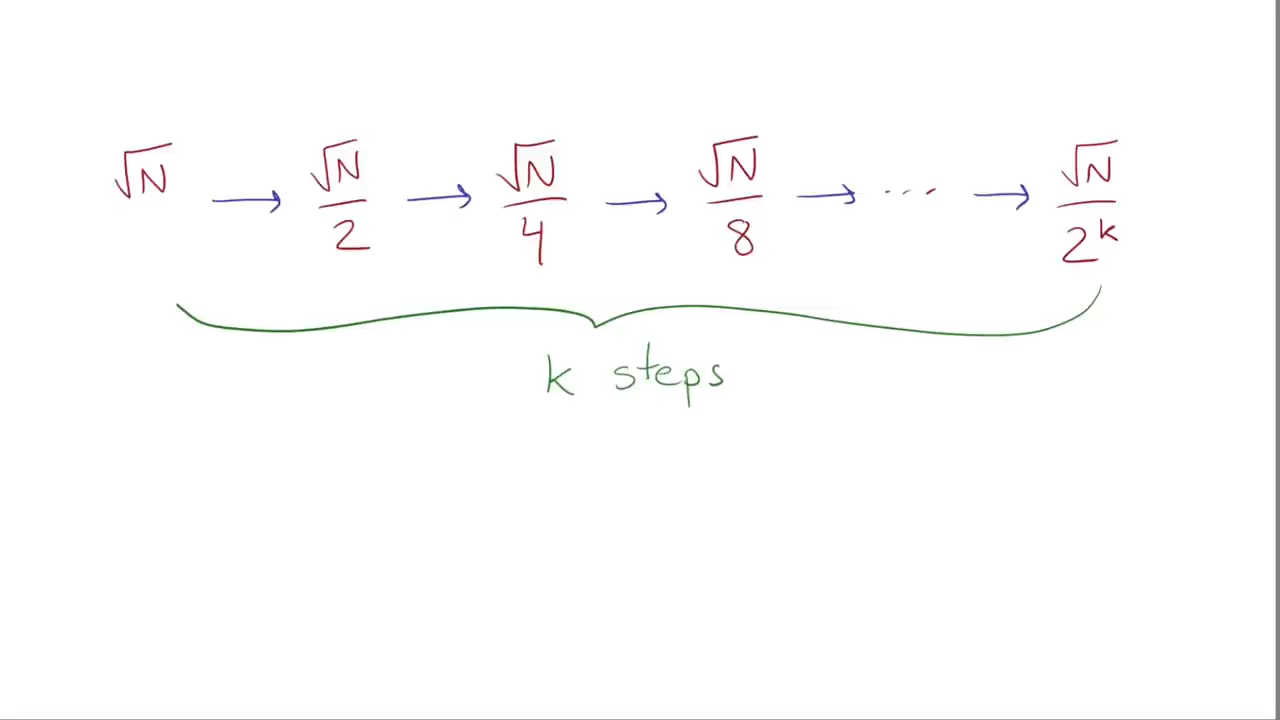 √N → √N/2 → √N/4 → √N/8 → ... → √N/2^k
k steps